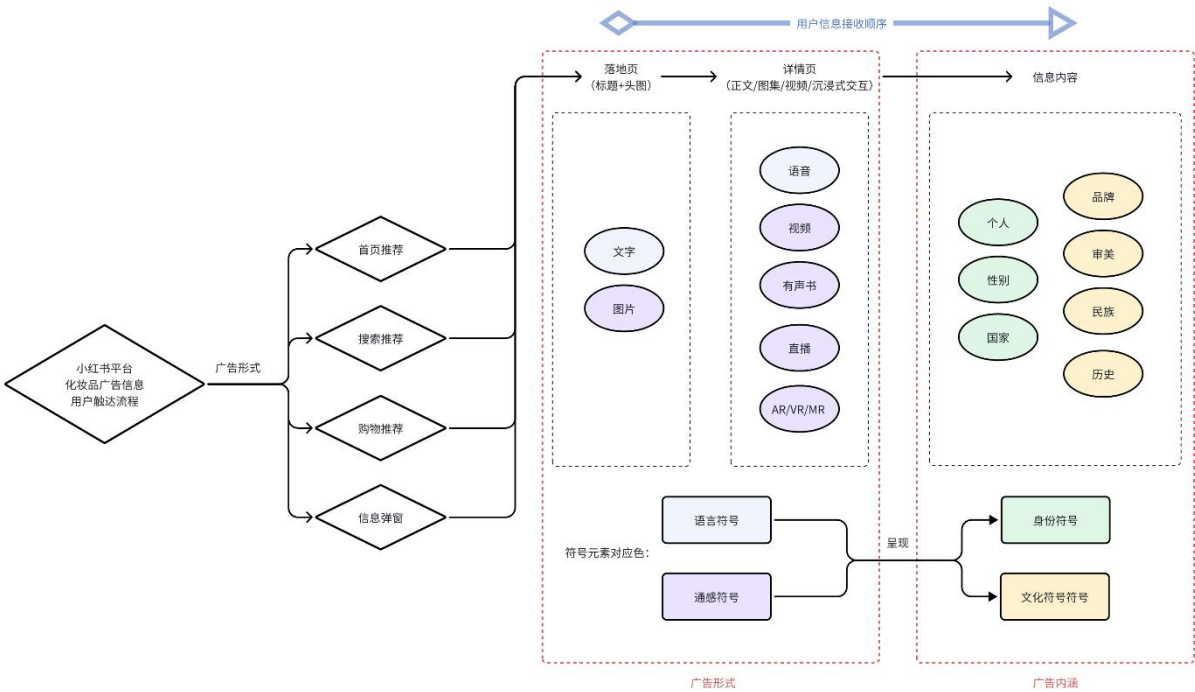 用户信息接收顺序
落地页
（标题+头图）
详情页
（正文/图集/视频/沉浸式交互）
信息内容
小红书平台
化妆品广告信息
用户触达流程
广告形式
首页推荐
搜索推荐
购物推荐
信息弹窗
文字
图片
语音
视频
有声书
直播
AR/VR/MR
个人
性别
国家
品牌
审美
民族
历史
符号元素对应色：
语言符号
通感符号
呈现
身份符号
文化符号符号
广告形式
广告内涵